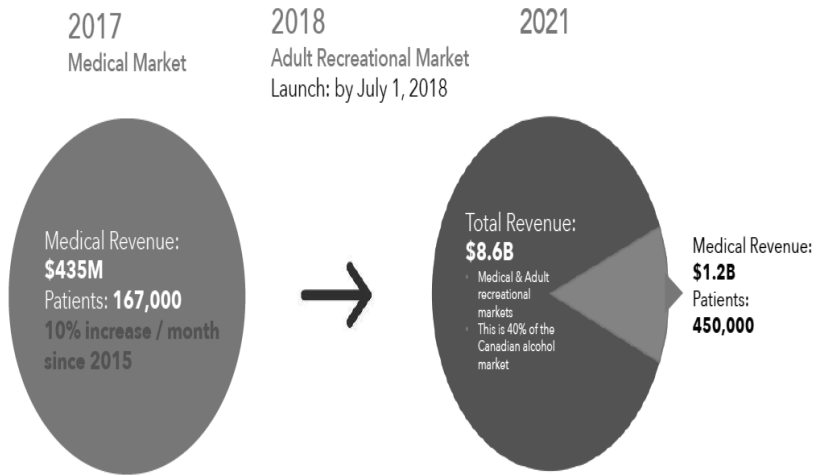 2017
Medical Market
2018
Adult Recreational Market
Launch: by July 1, 2018
2021
Medical Revenue:
$435M
Patients: 167,000
10% increase / month
since 2015
Total Revenue:
$8.6B
Medical & Adult
recreational
markets
This is 40% of the
Canadian alcohol
market
Medical Revenue:
$1.2B
Patients:
450,000